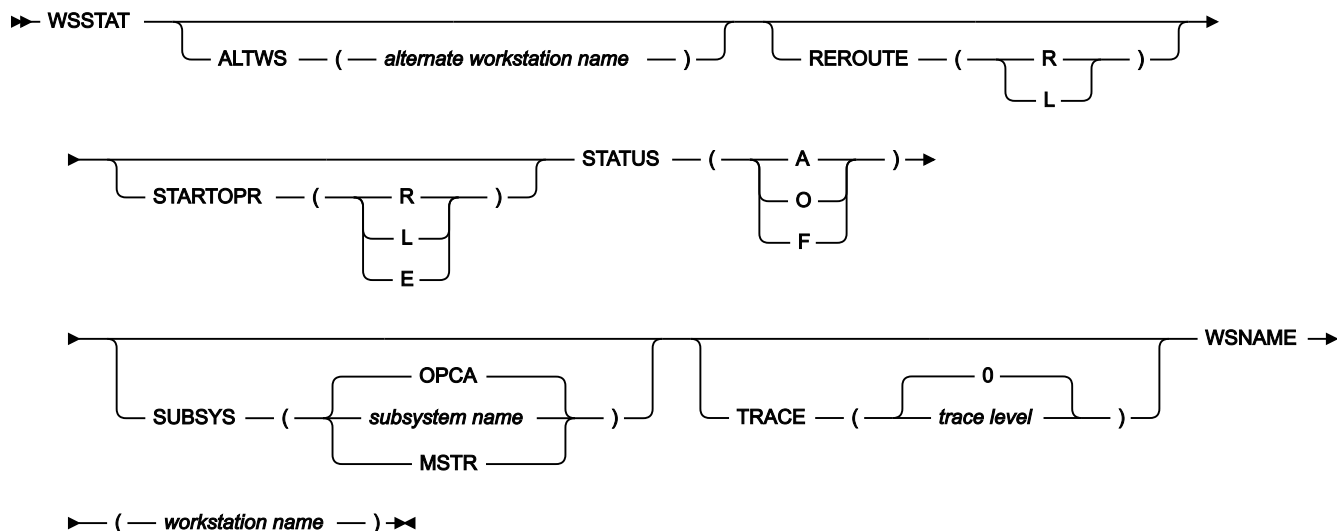 WSSTAT
ALTWS ( alternate workstation name ) REROUTE ( R )
L
STATUS ( A )
STARTOPR ( R ) O
L F
E
WSNAME
OPCA 0
SUBSYS ( subsystem name ) TRACE ( trace level )
MSTR
( workstation name )